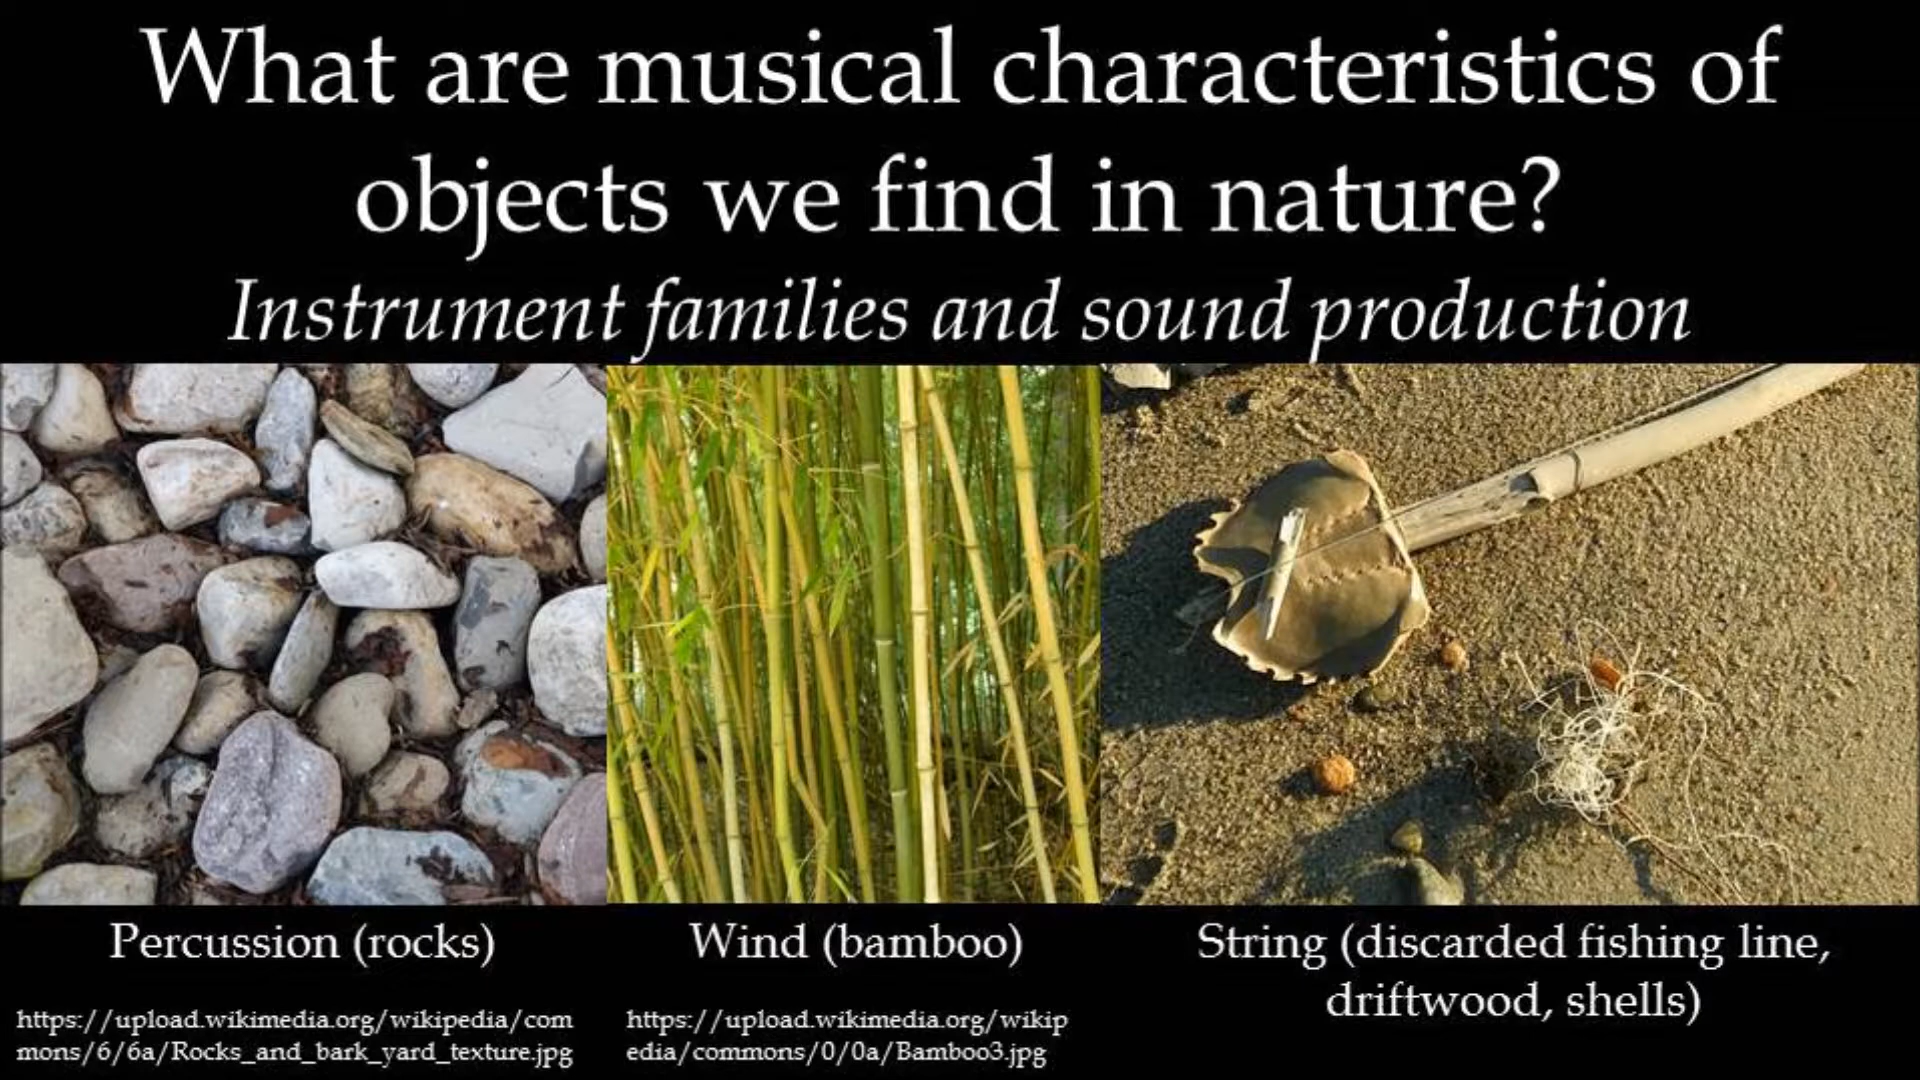 What are musical characteristics of
objects we find in nature?
Instrument families and sound production
Percussion (rocks)
Wind (bamboo)
String (discarded fishing line,
driftwood, shells)
https://upload.wikimedia.org/wikipedia/com
mons/6/6a/Rocks_and_bark_yard_texture.jpg
https://upload.wikimedia.org/wikip
edia/commons/0/0a/Bamboo3.jpg